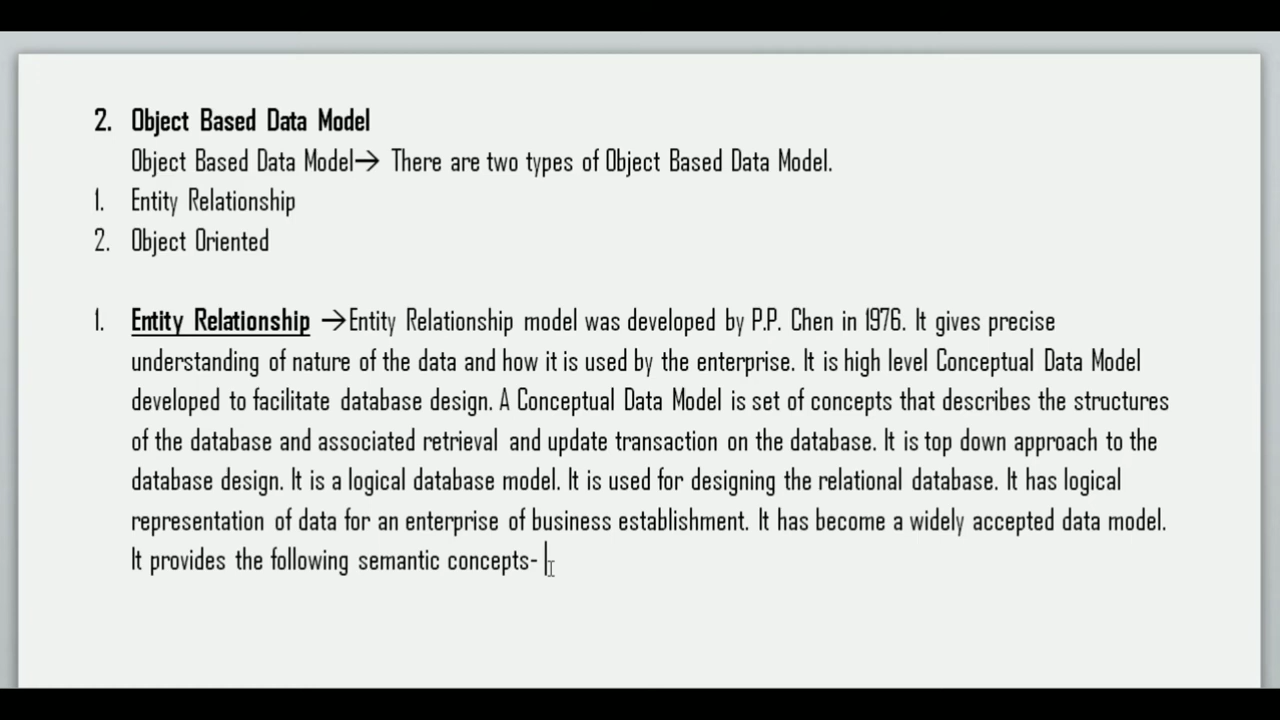 2. Object Based Data Model
Object Based Data Model→ There are two types of Object Based Data Model.
1. Entity Relationship
2. Object Oriented
1. Entity Relationship →Entity Relationship model was developed by P.P. Chen in 1976. It gives precise
understanding of nature of the data and how it is used by the enterprise. It is high level Conceptual Data Model
developed to facilitate database design. A Conceptual Data Model is set of concepts that describes the structures
of the database and associated retrieval and update transaction on the database. It is top down approach to the
database design. It is a logical database model. It is used for designing the relational database. It has logical
representation of data for an enterprise of business establishment. It has become a widely accepted data model.
It provides the following semantic concepts-